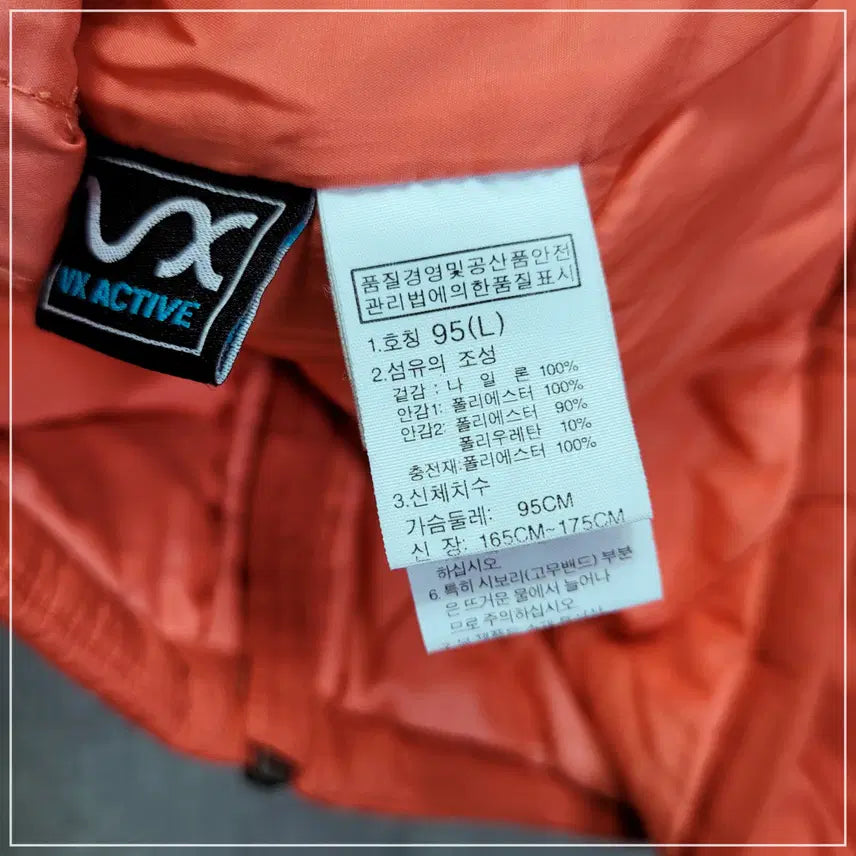 VX
VX ACTIVE
품질경영및공산품안전
관리법에의한품질표시
1.호칭 95(L)
2.섬유의 조성
겉감 : 나 일 론 100%
안감1: 폴리에스터 100%
안감2: 폴리에스터 90%
폴리우레탄 10%
충전재:폴리에스터 100%
3.신체치수
가슴둘레: 95CM
신 장: 165CM~175CM
하십시오
6. 특히 시보리(고무밴드) 부분
은 뜨거운 물에서 늘어나
므로 주의하십시오